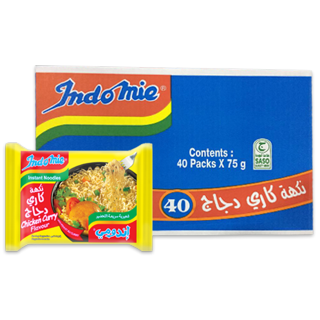 Indomie
Contents :
40 Packs X 75 g
SASO
نكهة كاري دجاج
40
Indomie
Instant Noodles
نكهة
كاري
دجاج
Chicken Curry
Flavour
إندومي